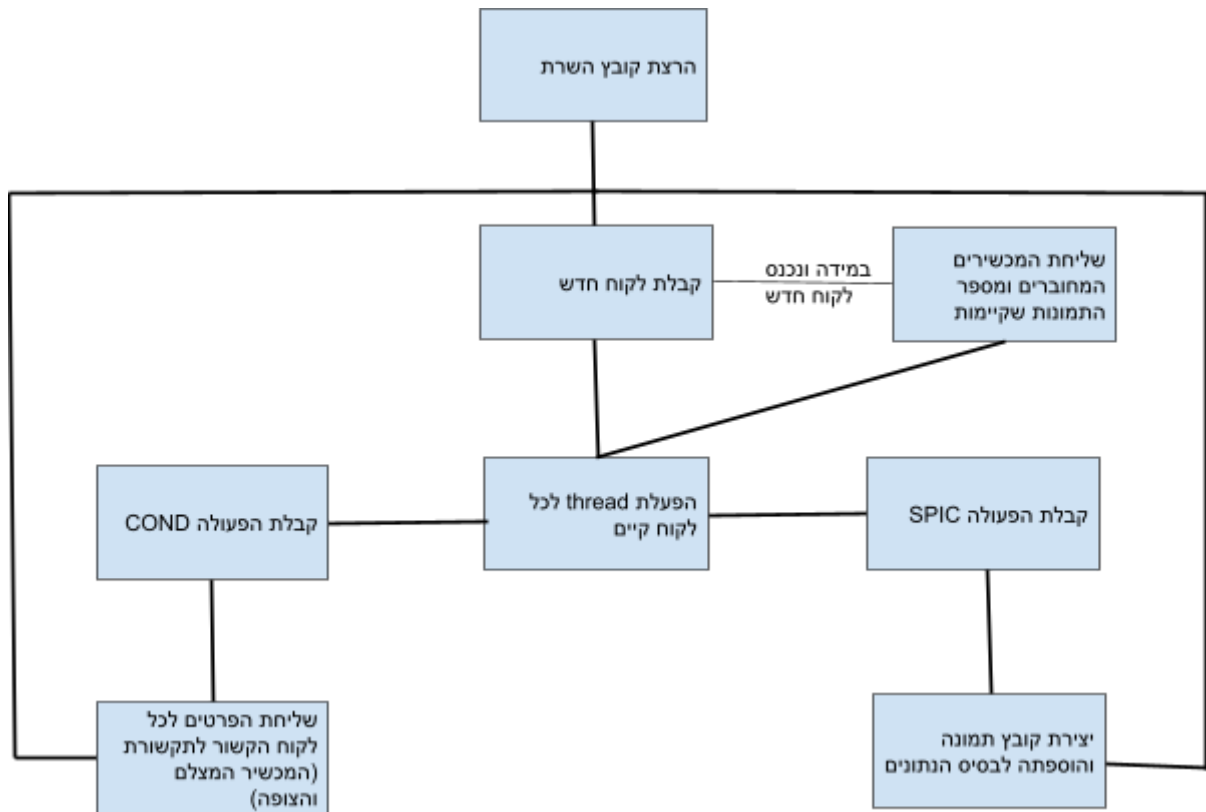 הרצת קובץ השרת
קבלת לקוח חדש
במידה ונכנס
לקוח חדש
שליחת המכשירים
המחוברים ומספר
התמונות שקיימות
קבלת הפעולה SPIC
הפעלת thread לכל
לקוח קיים
קבלת הפעולה COND
יצירת קובץ תמונה
והוספתה לבסיס הנתונים
שליחת הפרטים לכל
לקוח הקשור לתקשורת
(המכשיר המצלם
והצופה)